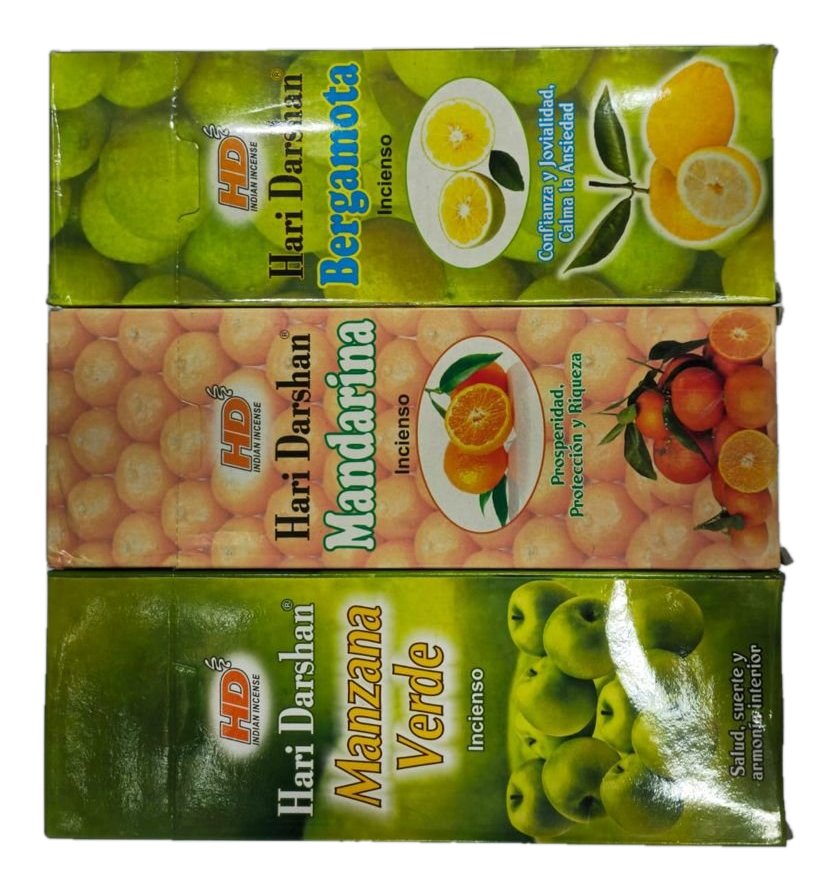 HD
INDIAN INCENSE
Hari Darshan®
Bergamota
Incienso
Confianza y Jovialidad,
Calma la Ansiedad
HD
INDIAN INCENSE
Hari Darshan®
Mandarina
Incienso
Prosperidad,
Protección y Riqueza
HD
INDIAN INCENSE
Hari Darshan®
Manzana
Verde
Incienso
Salud, suerte y
armonía interior